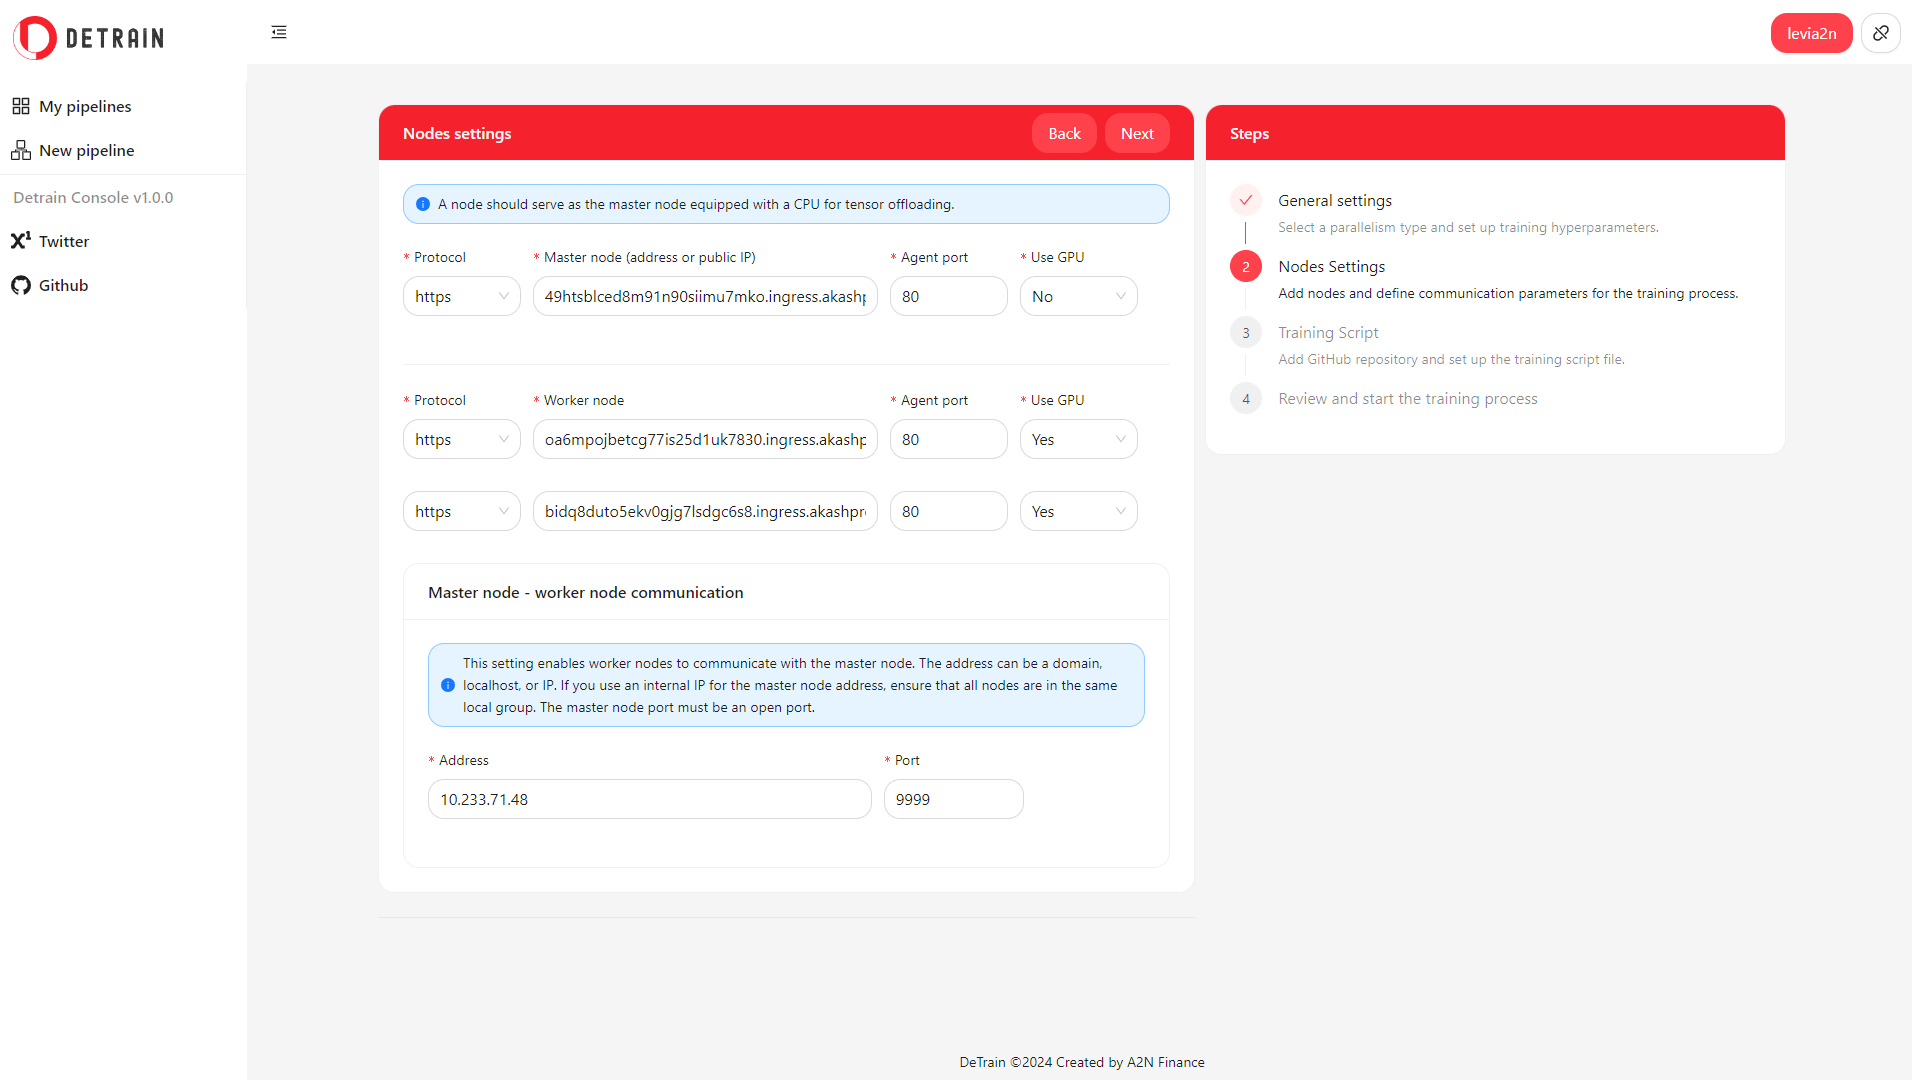 DETRAIN
levia2n
My pipelines
New pipeline
Detrain Console v1.0.0
Twitter
Github
Nodes settings
Back
Next
A node should serve as the master node equipped with a CPU for tensor offloading.
* Protocol
* Master node (address or public IP)
* Agent port
* Use GPU
https
49htsblced8m91n90siimu7mko.ingress.akashp
80
No
* Protocol
* Worker node
* Agent port
* Use GPU
https
oa6mpojbetcg77is25d1uk7830.ingress.akashp
80
Yes
https
bidq8duto5ekv0gjg7lsdgc6s8.ingress.akashpr
80
Yes
Master node - worker node communication
This setting enables worker nodes to communicate with the master node. The address can be a domain,
localhost, or IP. If you use an internal IP for the master node address, ensure that all nodes are in the same
local group. The master node port must be an open port.
* Address
* Port
10.233.71.48
9999
Steps
General settings
Select a parallelism type and set up training hyperparameters.
2
Nodes Settings
Add nodes and define communication parameters for the training process.
3
Training Script
Add GitHub repository and set up the training script file.
4
Review and start the training process
DeTrain ©2024 Created by A2N Finance